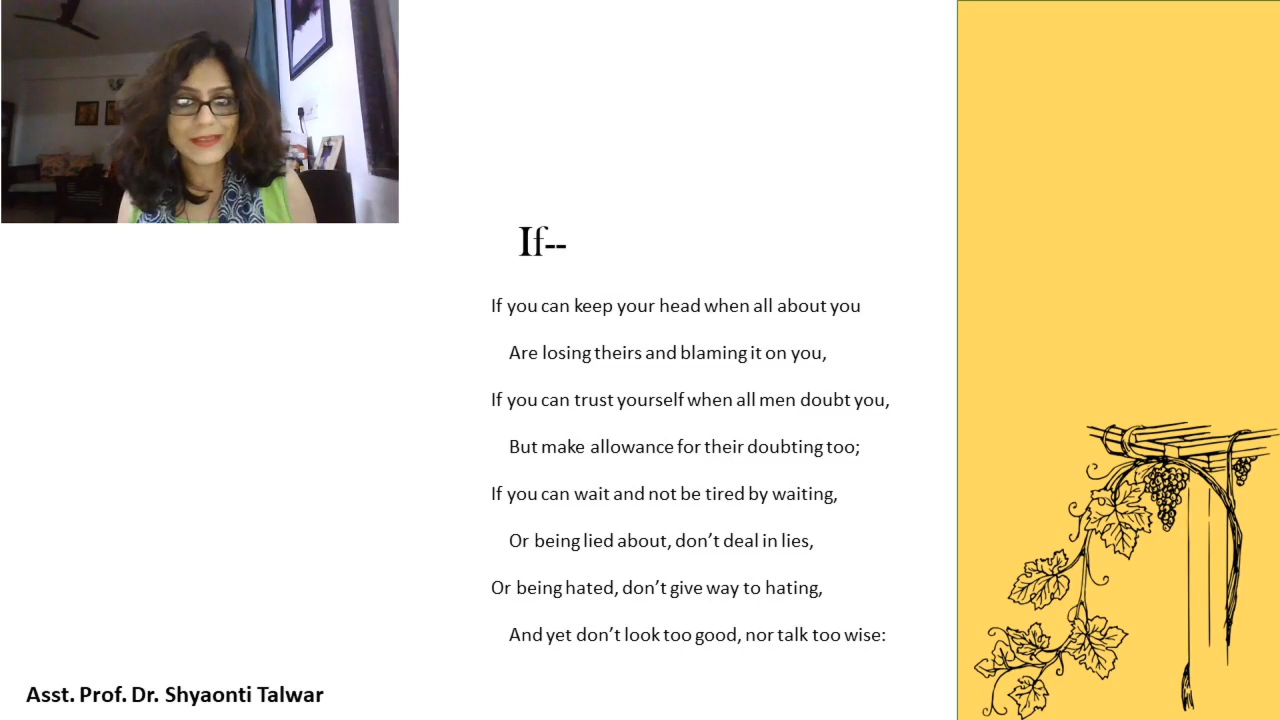 If--
If you can keep your head when all about you
Are losing theirs and blaming it on you,
If you can trust yourself when all men doubt you,
But make allowance for their doubting too;
If you can wait and not be tired by waiting,
Or being lied about, don’t deal in lies,
Or being hated, don’t give way to hating,
And yet don’t look too good, nor talk too wise:
Asst. Prof. Dr. Shyaonti Talwar